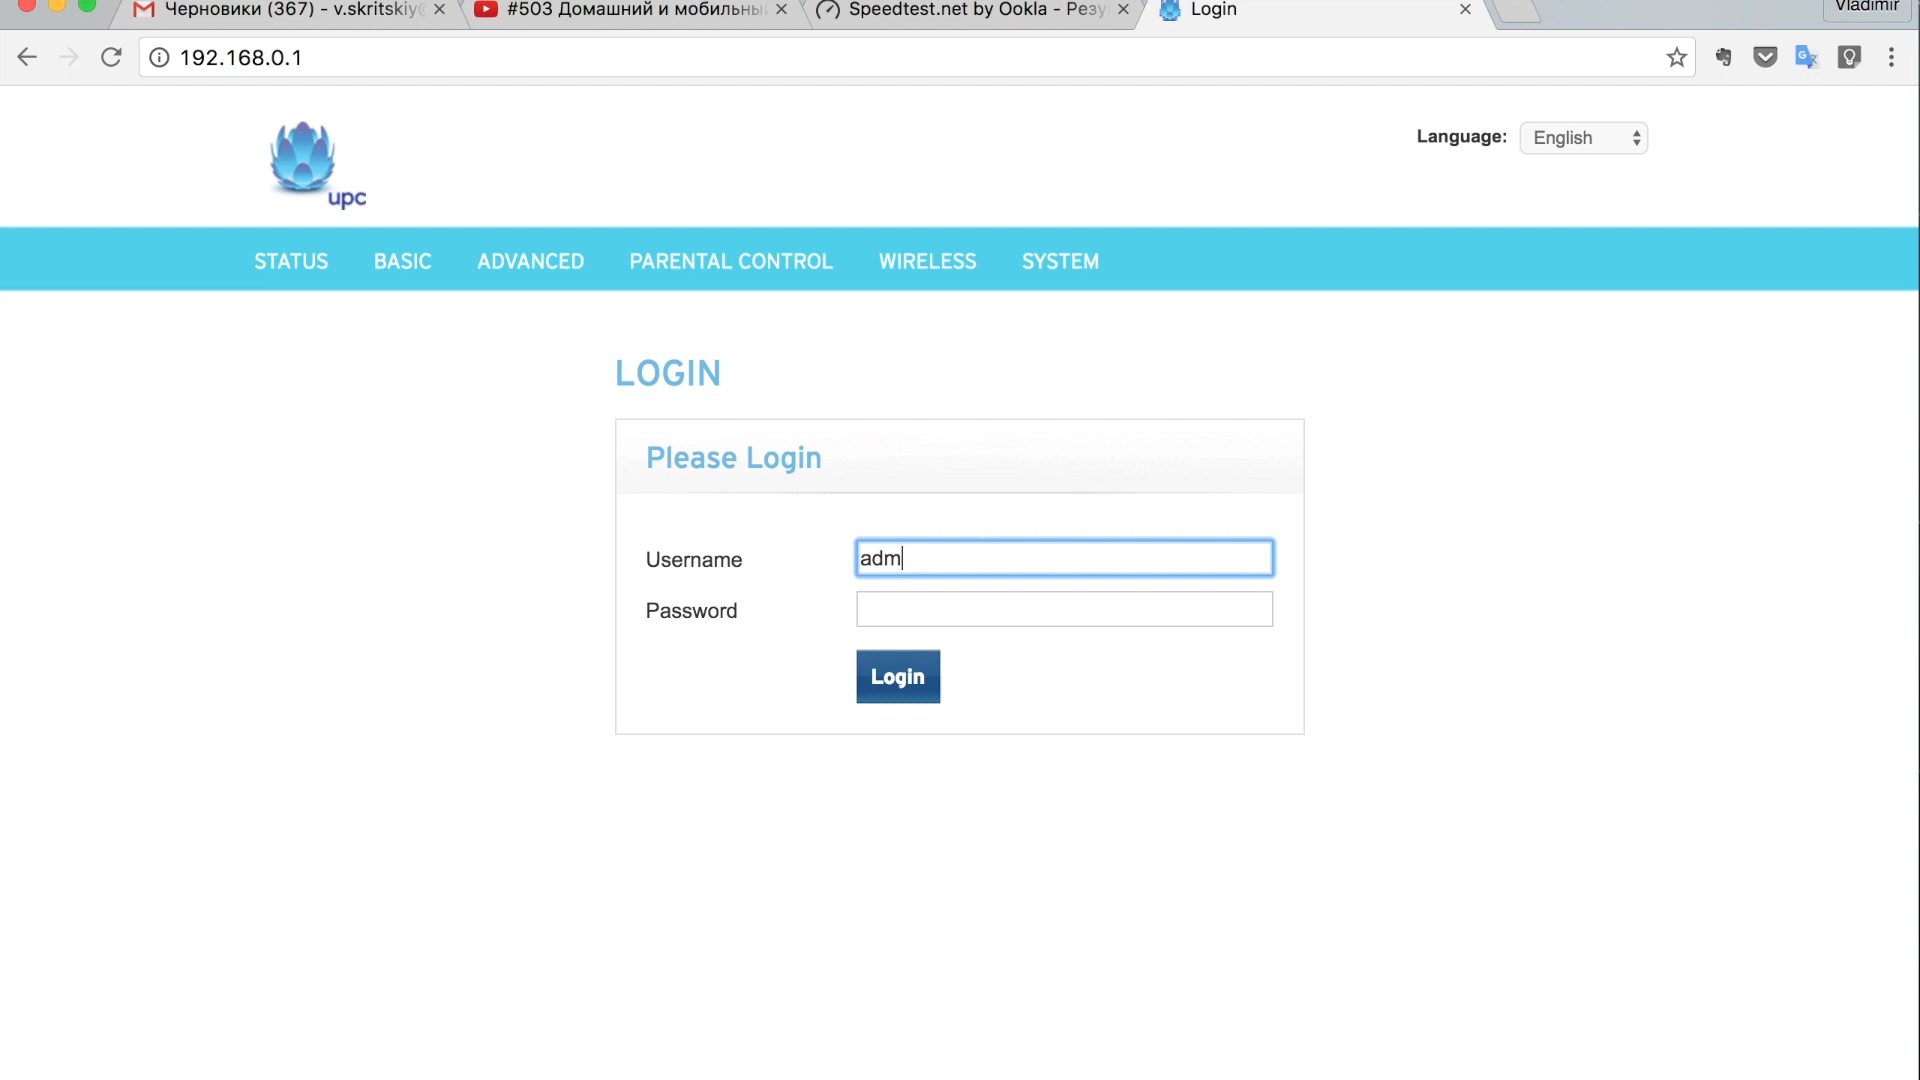 Черновики (367) - v.skritskiy@
#503 Домашний и мобильны
Speedtest.net by Ookla - Резу
Login
Vladimir
192.168.0.1
upc
Language: English
STATUS BASIC ADVANCED PARENTAL CONTROL WIRELESS SYSTEM
LOGIN
Please Login
Username adm
Password
Login